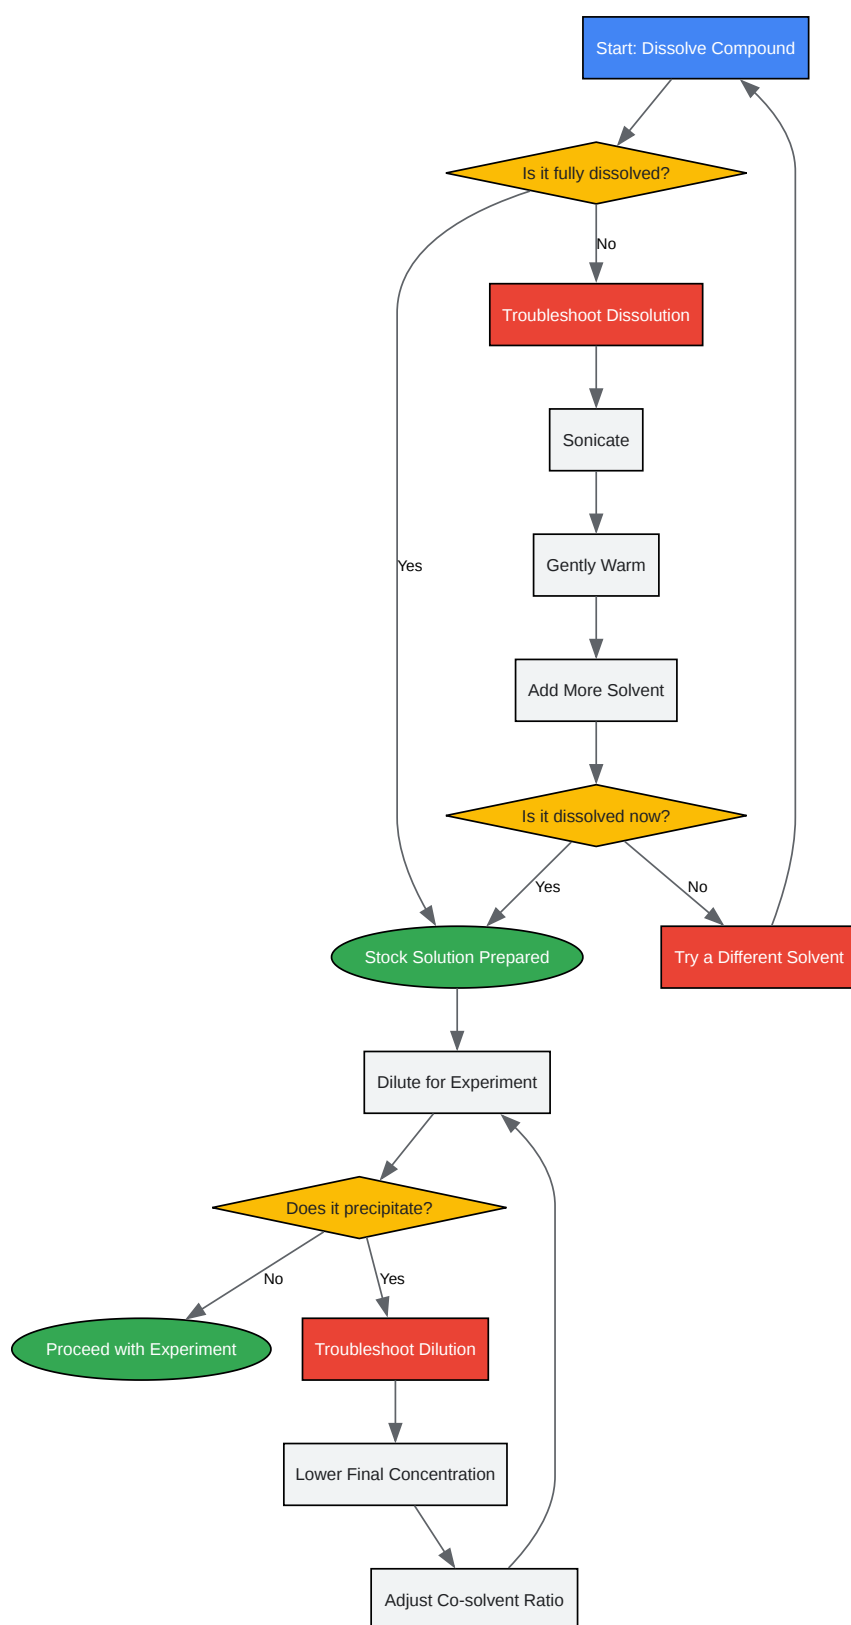 Start: Dissolve Compound
Is it fully dissolved?
No
Troubleshoot Dissolution
Sonicate
Gently Warm
Yes
Add More Solvent
Is it dissolved now?
Yes
No
Stock Solution Prepared
Try a Different Solvent
Dilute for Experiment
Does it precipitate?
No
Yes
Proceed with Experiment
Troubleshoot Dilution
Lower Final Concentration
Adjust Co-solvent Ratio